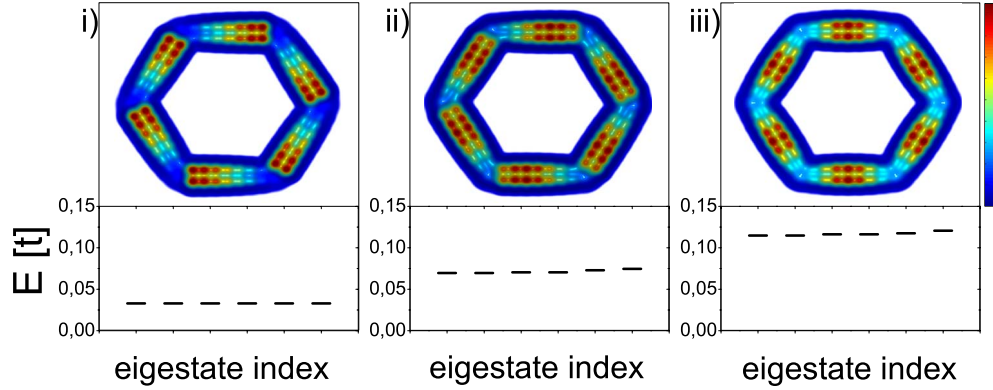 i) ii) iii)
0,15 0,15 0,15
0,10 0,10 0,10
E [t]
0,05 0,05 0,05
0,00 0,00 0,00
eigestate index eigestate index eigestate index